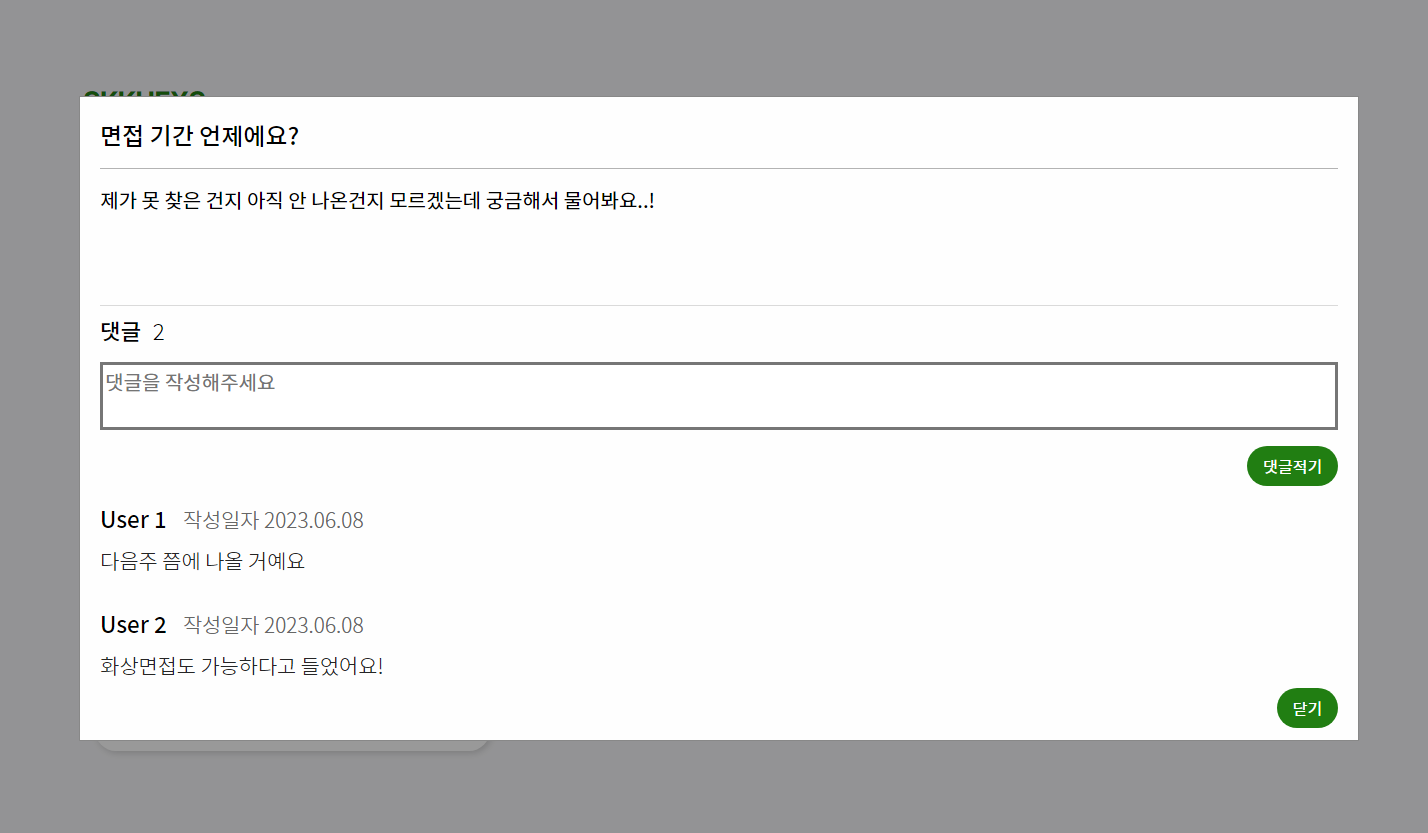 면접 기간 언제에요?
제가 못 찾은 건지 아직 안 나온건지 모르겠는데 궁금해서 물어봐요..!
댓글 2
댓글을 작성해주세요
댓글적기
User 1 작성일자 2023.06.08
다음주 쯤에 나올 거예요
User 2 작성일자 2023.06.08
화상면접도 가능하다고 들었어요!
닫기